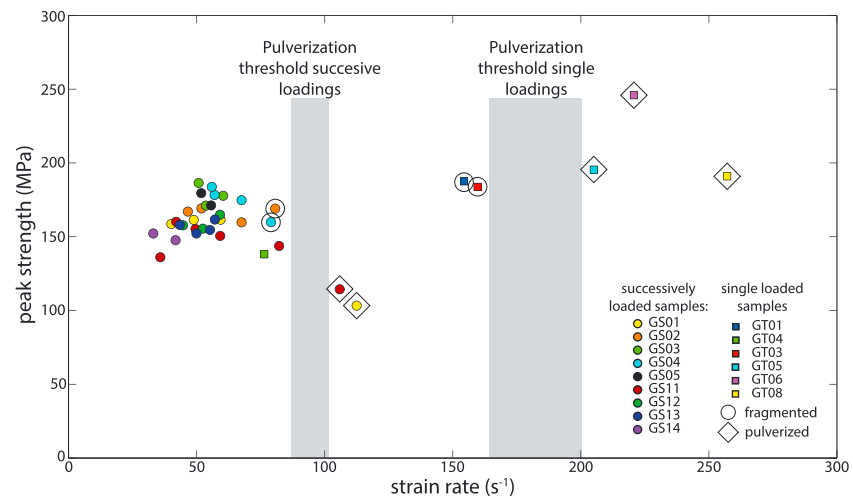 300
250
200
150
100
50
0
peak strength (MPa)
Pulverization
threshold succesive
loadings
Pulverization
threshold single
loadings
successively
loaded samples:
GS01
GS02
GS03
GS04
GS05
GS11
GS12
GS13
GS14
single loaded
samples
GT01
GT04
GT03
GT05
GT06
GT08
fragmented
pulverized
0
50
100
150
200
250
300
strain rate (s⁻¹)